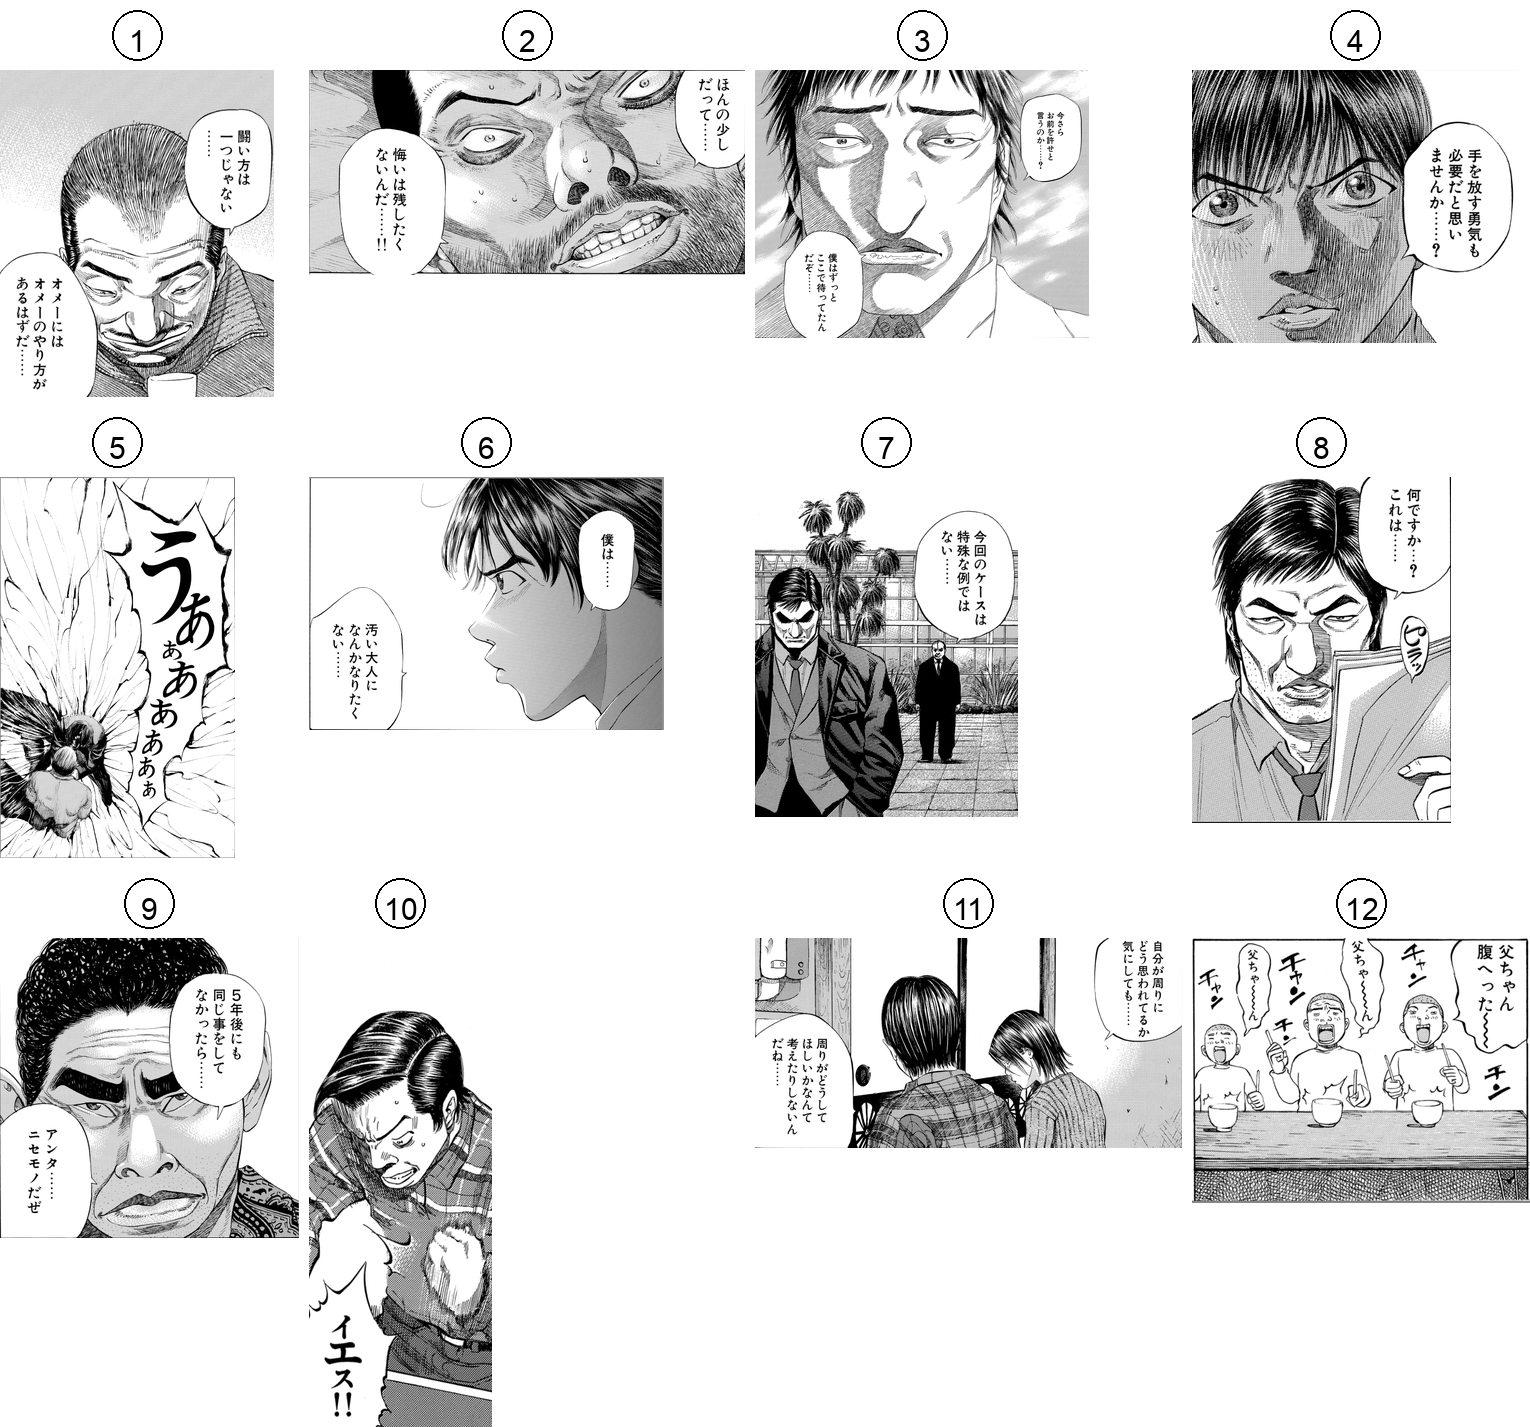 1
闘い方は
一つじゃない
……
オメーには
オメーのやり方が
あるはずだ……
2
ほんの少し
だって……
悔いは残したく
ないんだ……!!
3
今さら
お前を許せと
言うのか……?
僕はずっと
ここで待ってたん
だぞ……
4
手を放す勇気も
必要だと思い
ませんか……?
5
うぁぁあぁあぁぁ
6
僕は……
汚い大人に
なんかなりたく
ない……
7
今回のケースは
特殊な例では
ない……
8
何ですか…?
これは……
ピラッ
9
5年後にも
同じ事をして
なかったら……
アンタ……
ニセモノだぜ
10
イエス!!
11
自分が周りに
どう思われてるか
気にしても……
周りがどうして
ほしいかなんて
考えたりしないん
だね……
12
父ちゃん
腹へった~~~
チャン
チン
父ちゃ~~ん
チャン
チン
父ちゃ~~ん
チャン